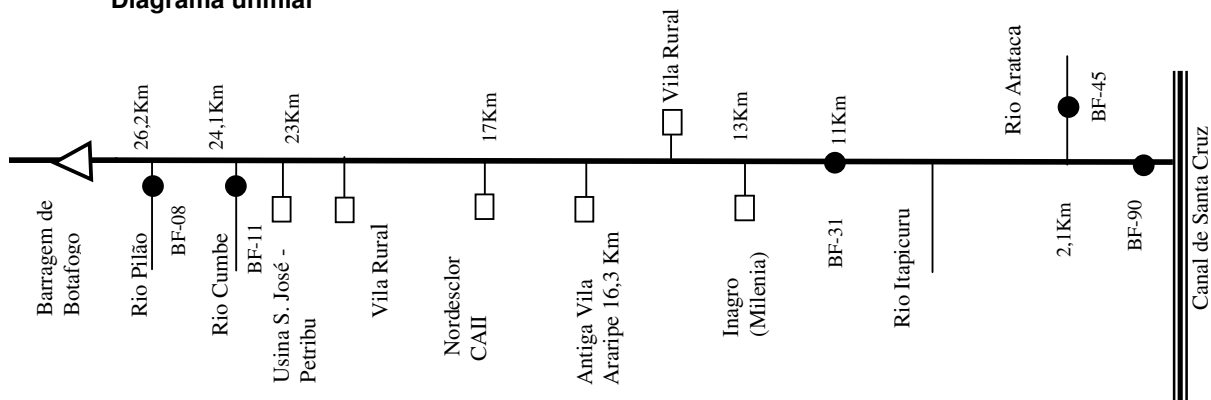 Diagrama unifilar
Barragem de
Botafogo
26,2Km
Rio Pilão
BF-08
24,1Km
Rio Cumbe
BF-11
23Km
Usina S. José -
Petribu
Vila Rural
17Km
Nordesclor
CAII
Antiga Vila
Araripe 16,3 Km
Vila Rural
13Km
Inagro
(Milenia)
11Km
BF-31
Rio Itapicuru
Rio Arataca
BF-45
2,1Km
BF-90
Canal de Santa Cruz